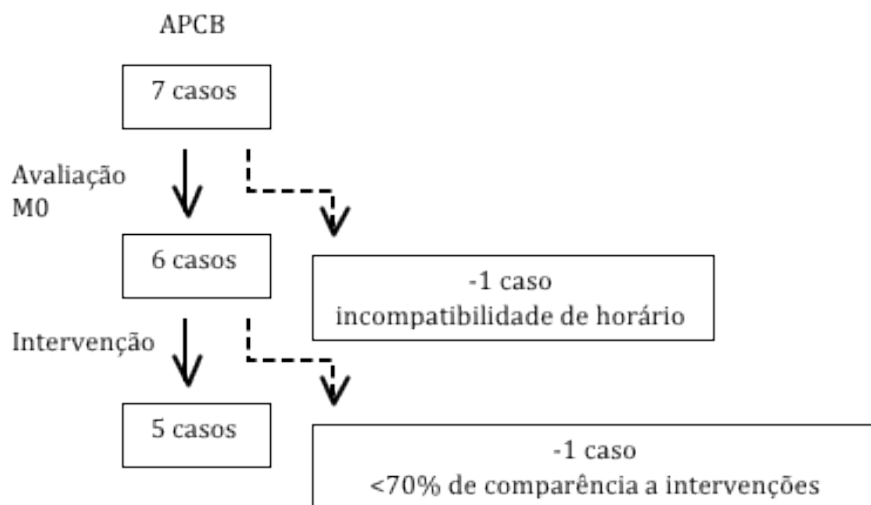 APCB
7 casos
Avaliação
M0
6 casos
-1 caso
incompatibilidade de horário
Intervenção
5 casos
-1 caso
<70% de comparência a intervenções